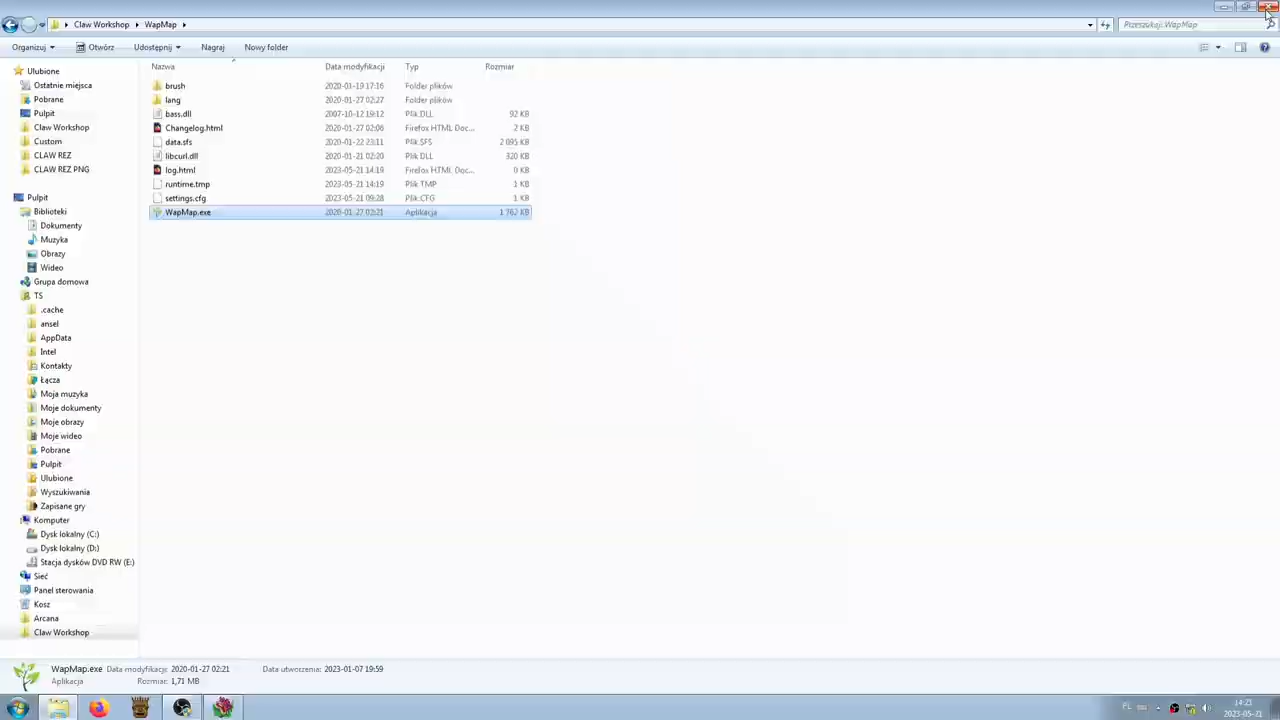 Claw Workshop WapMap Przeszukaj: WapMap
Organizuj Otwórz Udostępnij Nagraj Nowy folder
Nazwa Data modyfikacji Typ Rozmiar
brush 2020-01-19 17:16 Folder plików
lang 2020-01-27 02:27 Folder plików
bass.dll 2007-10-12 19:12 Plik DLL 92 KB
Changelog.html 2020-01-27 02:06 Firefox HTML Doc... 2 KB
data.sfs 2020-01-22 23:11 Plik SFS 2 095 KB
libcurl.dll 2020-01-21 02:20 Plik DLL 320 KB
log.html 2023-05-21 14:19 Firefox HTML Doc... 0 KB
runtime.tmp 2023-05-21 14:19 Plik TMP 1 KB
settings.cfg 2023-05-21 09:28 Plik CFG 1 KB
WapMap.exe 2020-01-27 02:21 Aplikacja 1 762 KB
Ulubione
Ostatnie miejsca
Pobrane
Pulpit
Claw Workshop
Custom
CLAW REZ
CLAW REZ PNG
Pulpit
Biblioteki
Dokumenty
Muzyka
Obrazy
Wideo
Grupa domowa
TS
.cache
ansel
AppData
Intel
Kontakty
Łącza
Moja muzyka
Moje dokumenty
Moje obrazy
Moje wideo
Pobrane
Pulpit
Ulubione
Wyszukiwania
Zapisane gry
Komputer
Dysk lokalny (C:)
Dysk lokalny (D:)
Stacja dysków DVD RW (E:)
Sieć
Panel sterowania
Kosz
Arcana
Claw Workshop
WapMap.exe Data modyfikacji: 2020-01-27 02:21 Data utworzenia: 2023-01-07 19:59
Aplikacja Rozmiar: 1,71 MB
PL
2023-05-21